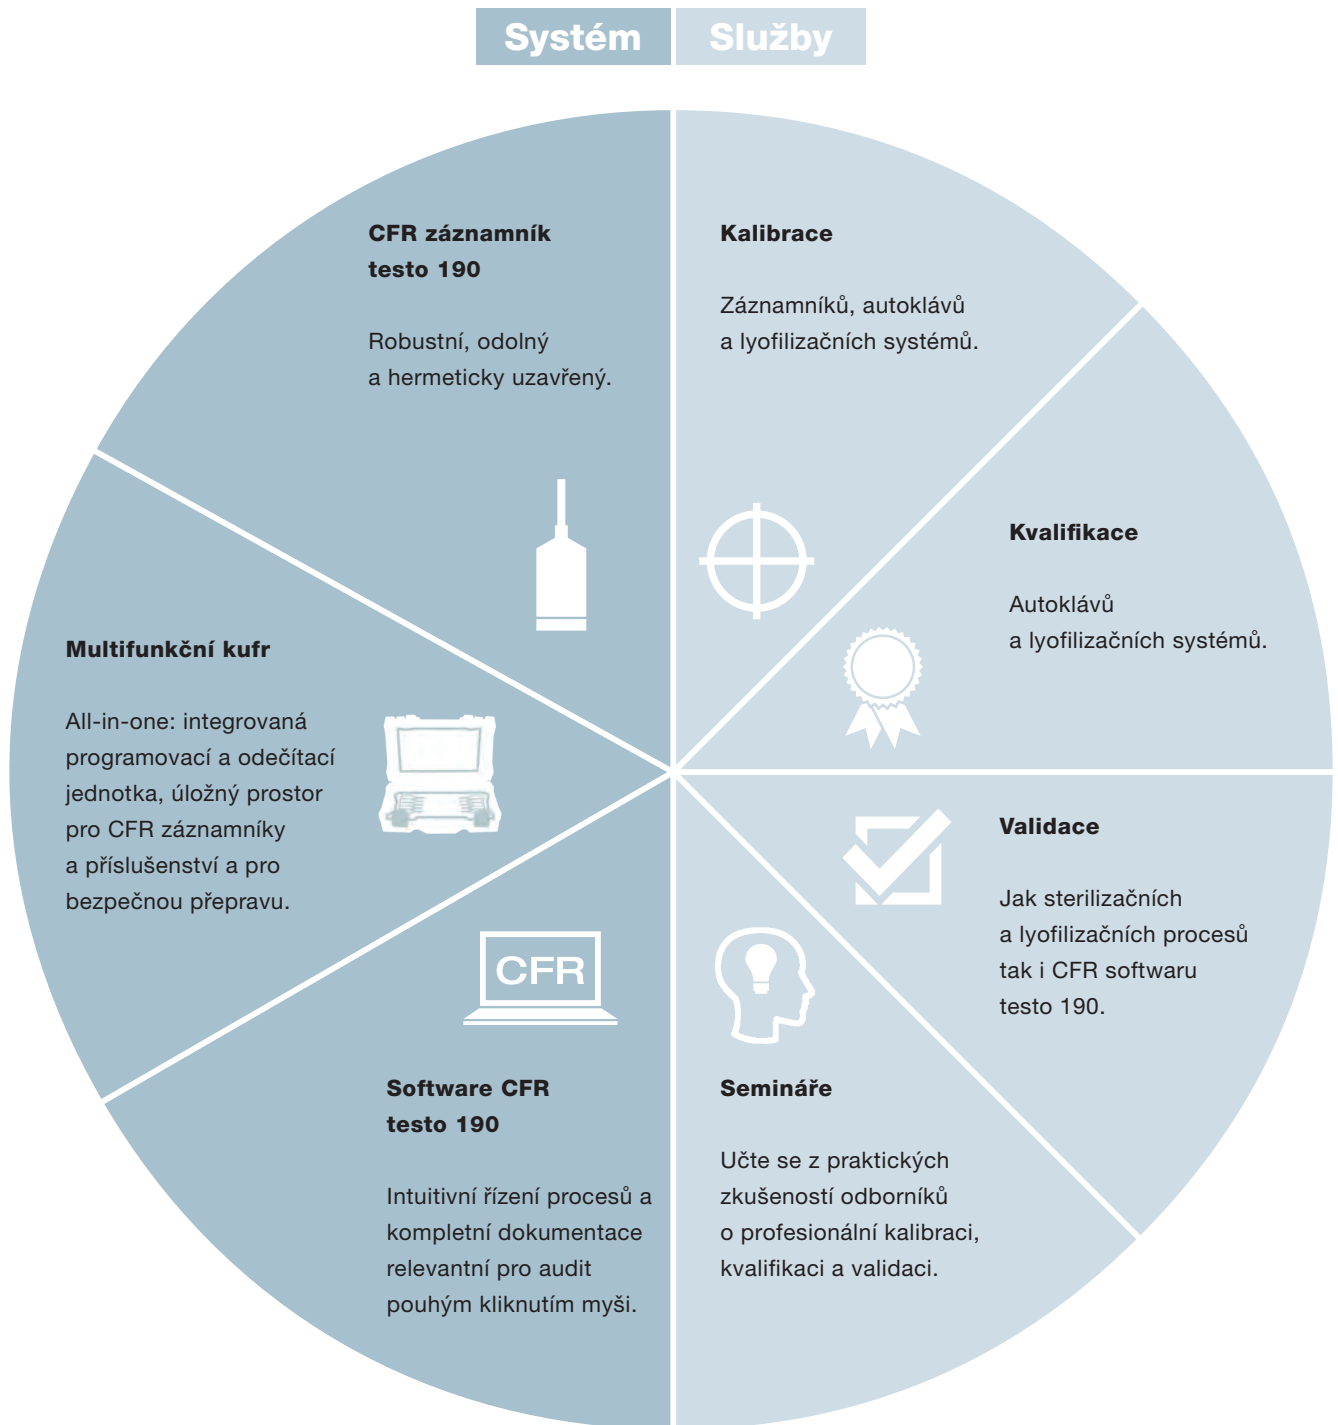 Systém
Služby
CFR záznamník
testo 190
Robustní, odolný
a hermeticky uzavřený.
Multifunkční kufr
All-in-one: integrovaná
programovací a odečítací
jednotka, úložný prostor
pro CFR záznamníky
a příslušenství a pro
bezpečnou přepravu.
CFR
Software CFR
testo 190
Intuitivní řízení procesů a
kompletní dokumentace
relevantní pro audit
pouhým kliknutím myši.
Kalibrace
Záznamníků, autoklávů
a lyofilizačních systémů.
Kvalifikace
Autoklávů
a lyofilizačních systémů.
Validace
Jak sterilizačních
a lyofilizačních procesů
tak i CFR softwaru
testo 190.
Semináře
Učte se z praktických
zkušeností odborníků
o profesionální kalibraci,
kvalifikaci a validaci.